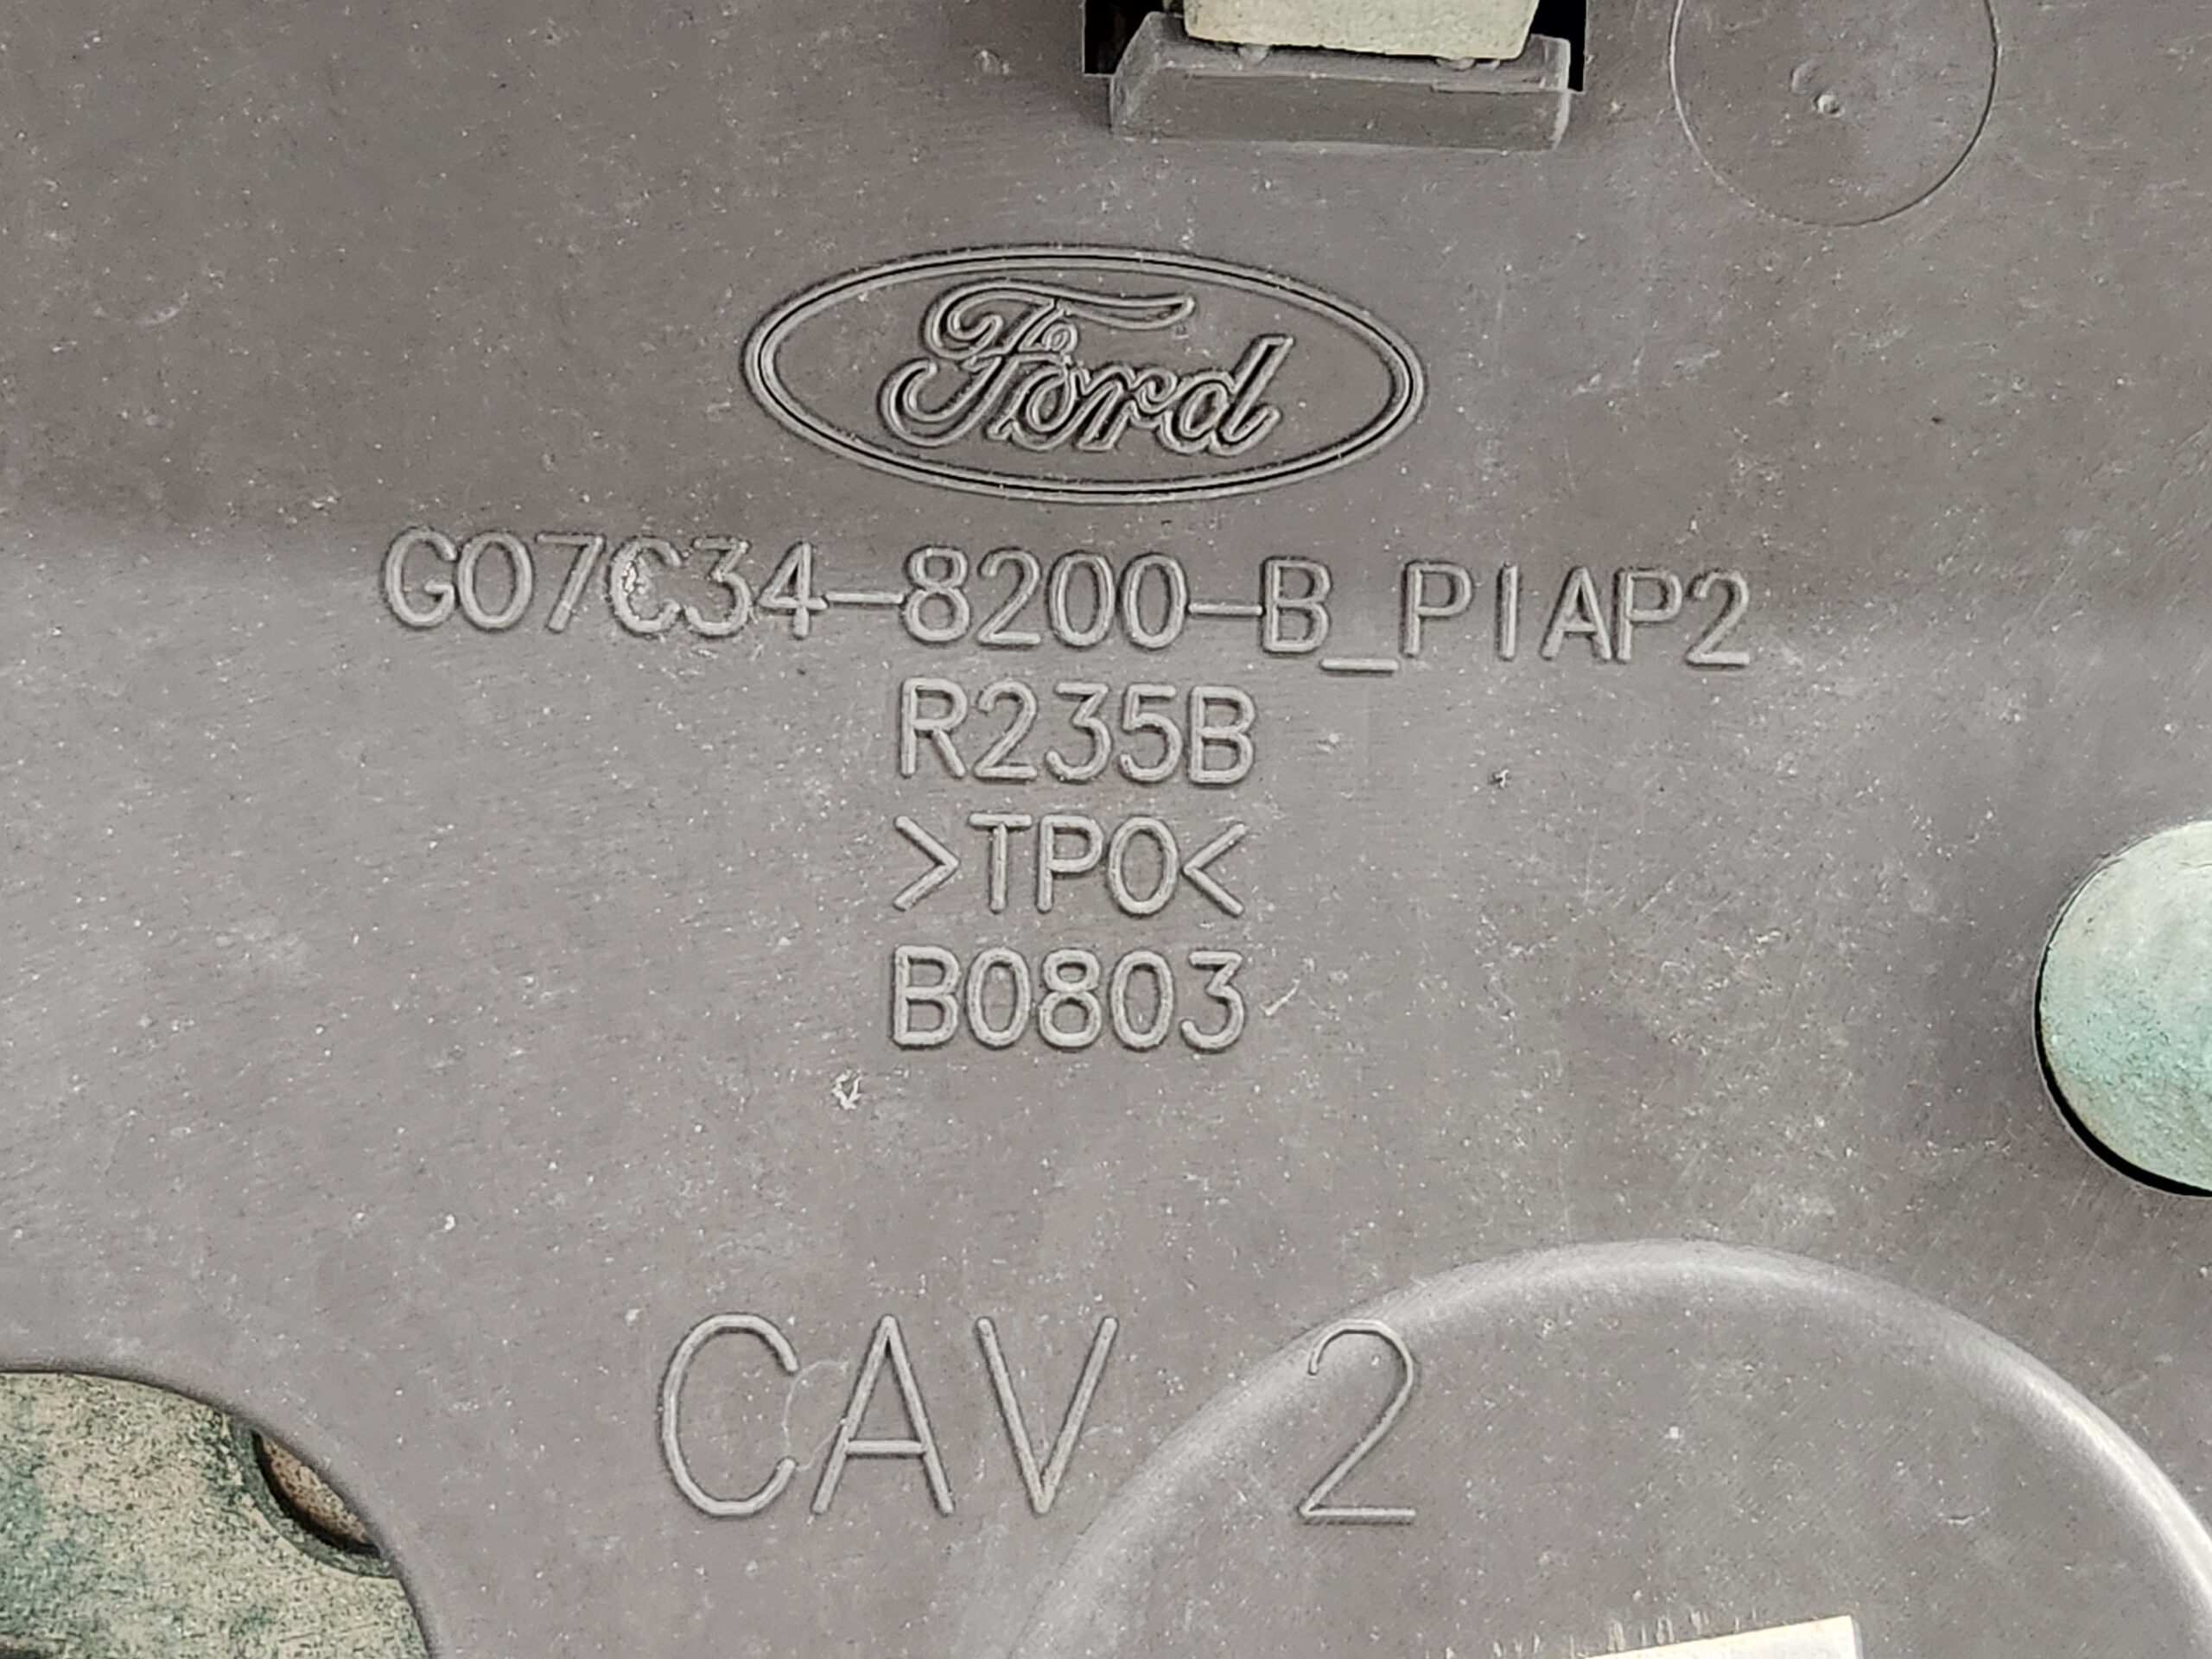 Ford
G07C34-8200-B_PIAP2
R235B
>TPO<
B0803
CAV 2